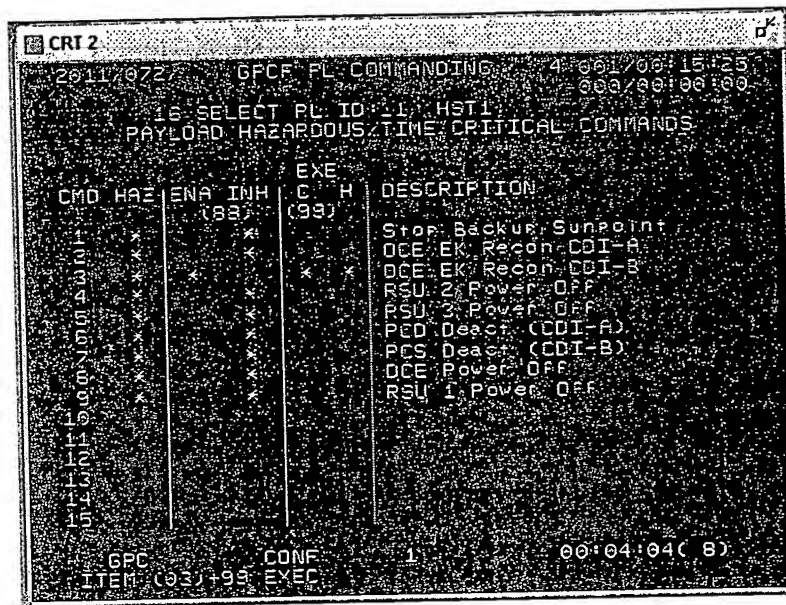 CRT 2
2011/072/ GPCF PL COMMANDING 4 001/00:15:25
000/00:00:00
16 SELECT PL ID -1 HST1
PAYLOAD HAZARDOUS/TIME CRITICAL COMMANDS
EXE
CMD HAZ ENA INH C H DESCRIPTION
(88) (99)
1 * * Stop Backup Sunpoint
2 * * DCE EK Recon CDI-A
3 * * * * DCE EK Recon CDI-B
4 * * RSU 2 Power Off
5 * * RSU 3 Power Off
6 * * PCD Deact (CDI-A)
7 * * PCS Deact (CDI-B)
8 * * DCE Power Off
9 * * RSU 1 Power Off
10
11
12
13
14
15
GPC CONF 1 00:04:04( 8)
ITEM (03)+99 EXEC